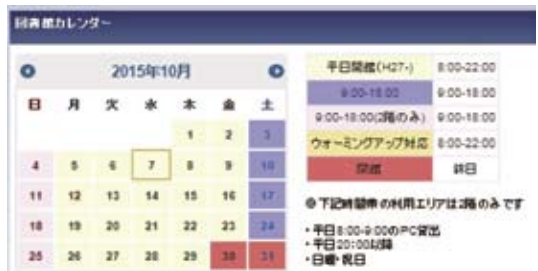 図書館カレンダー
2015年10月
日 月 火 水 木 金 土
1 2 3
4 5 6 7 8 9 10
11 12 13 14 15 16 17
18 19 20 21 22 23 24
25 26 27 28 29 30 31
平日開館(H27-) 8:00-22:00
9:00-18:00 9:00-18:00
9:00-18:00(2階のみ) 9:00-18:00
ウォーミングアップ対応 8:00-22:00
閉館 終日
※下記時間帯の利用エリアは2階のみです
・平日8:00-9:00のPC貸出
・平日20:00以降
・日曜・祝日